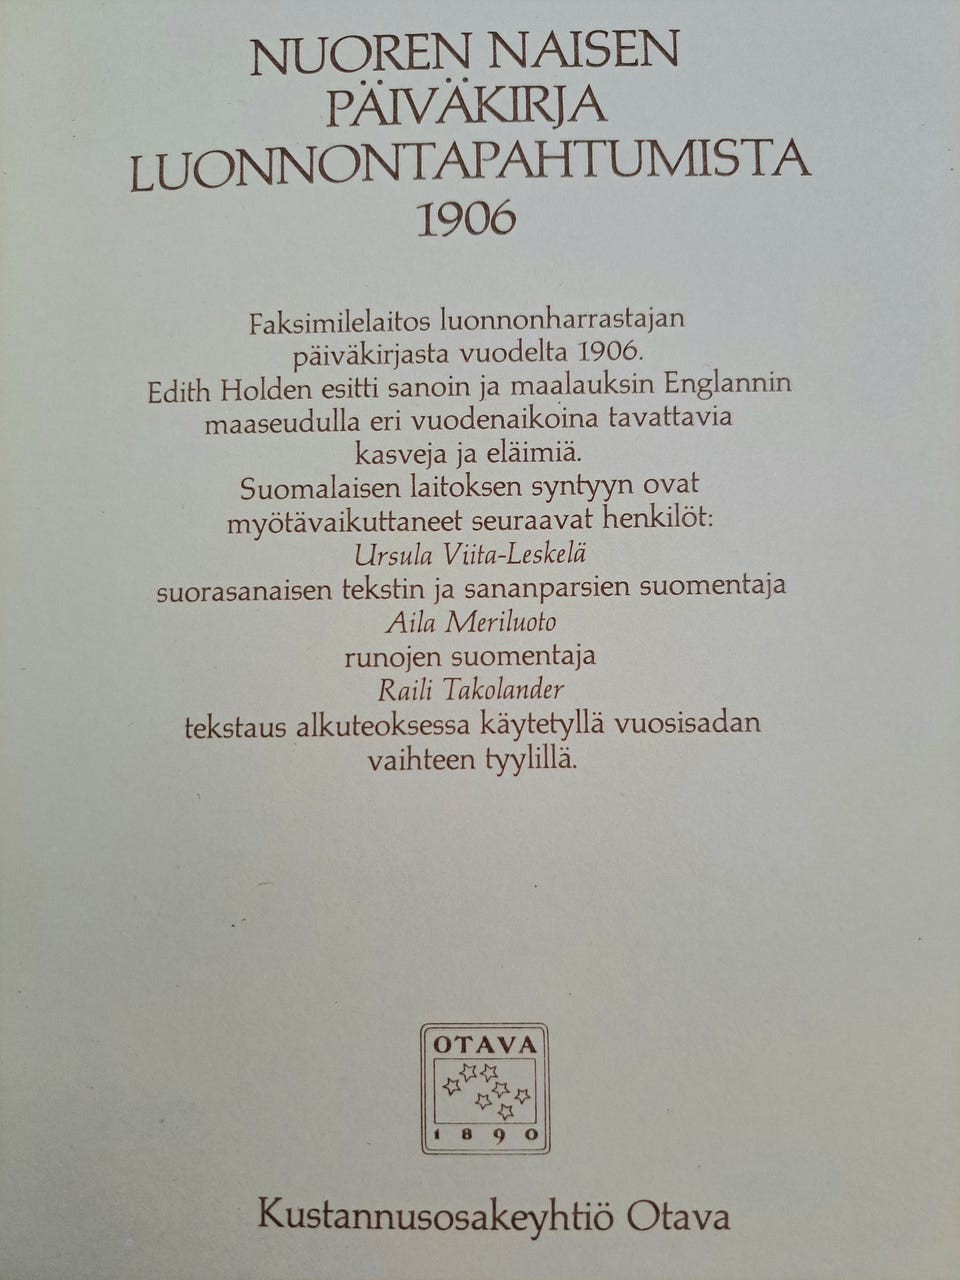 NUOREN NAISEN
PÄIVÄKIRJA
LUONNONTAPAHTUMISTA
1906
Faksimilelaitos luonnonharrastajan
päiväkirjasta vuodelta 1906.
Edith Holden esitti sanoin ja maalauksin Englannin
maaseudulla eri vuodenaikoina tavattavia
kasveja ja eläimiä.
Suomalaisen laitoksen syntyyn ovat
myötävaikuttaneet seuraavat henkilöt:
Ursula Viita-Leskelä
suorasanaisen tekstin ja sananparsien suomentaja
Aila Meriluoto
runojen suomentaja
Raili Takolander
tekstaus alkuteoksessa käytetyllä vuosisadan
vaihteen tyylillä.
OTAVA
1890
Kustannusosakeyhtiö Otava